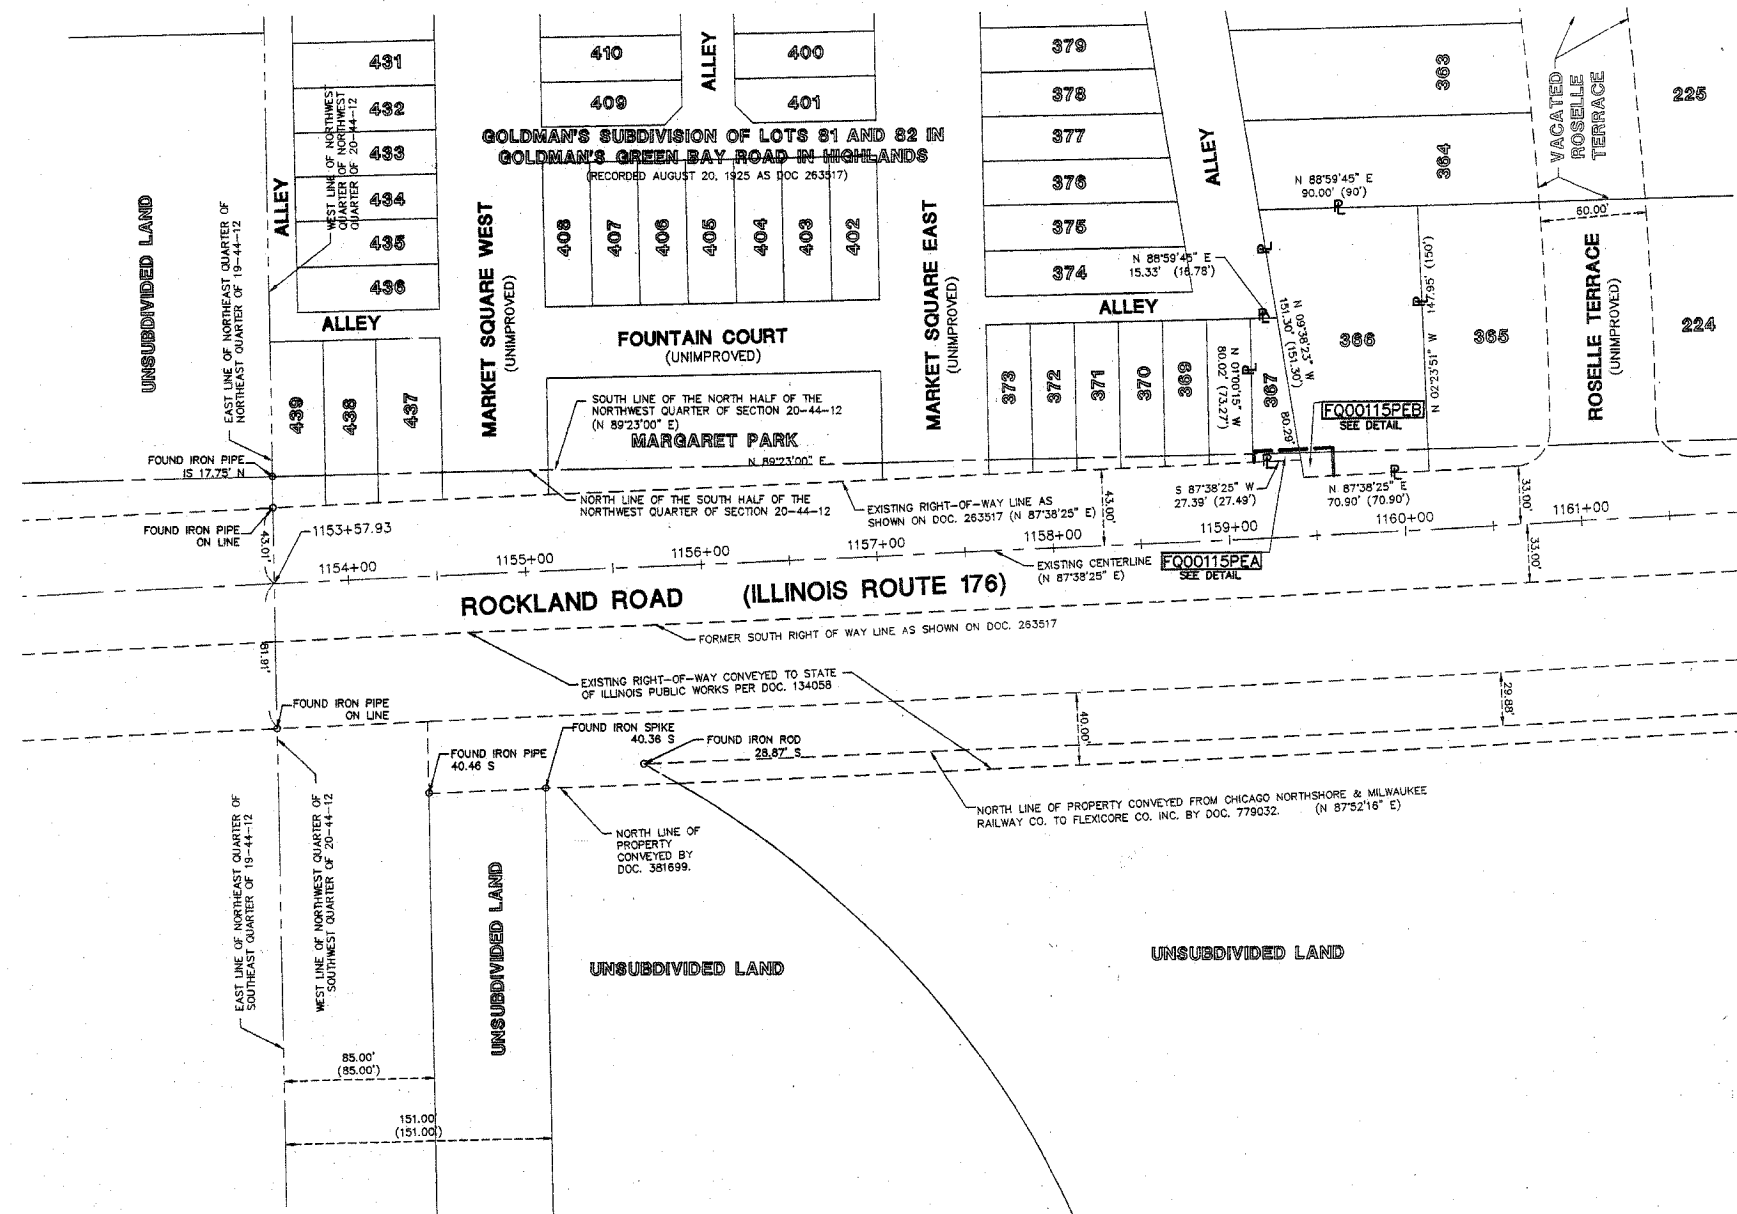 431
432
433
434
435
436
410
409
ALLEY
400
401
GOLDMAN'S SUBDIVISION OF LOTS 81 AND 82 IN
GOLDMAN'S GREEN BAY ROAD IN HIGHLANDS
(RECORDED AUGUST 20, 1925 AS DOC 263517)
379
378
377
376
375
374
ALLEY
363
364
VACATED
ROSELLE
TERRACE
225
UNSUBDIVIDED LAND
EAST LINE OF NORTHEAST QUARTER OF
NORTHEAST QUARTER OF 19-44-12
ALLEY
WEST LINE OF NORTHWEST
QUARTER OF NORTHWEST
QUARTER OF 20-44-12
MARKET SQUARE WEST
(UNIMPROVED)
408
407
406
405
404
403
402
MARKET SQUARE EAST
(UNIMPROVED)
N 88°59'45" E
90.00' (90')
60.00'
N 88°59'45" E
15.33' (16.78')
ALLEY
FOUNTAIN COURT
(UNIMPROVED)
ALLEY
N 09°38'23" W
151.30' (151.30')
366
N 02°23'51" W 147.95' (150')
365
ROSELLE TERRACE
(UNIMPROVED)
224
439
438
437
SOUTH LINE OF THE NORTH HALF OF THE
NORTHWEST QUARTER OF SECTION 20-44-12
(N 89°23'00" E)
MARGARET PARK
N 89°23'00" E
373
372
371
370
369
N 01°00'15" W
80.02' (73.27')
367
80.29'
FQ00115PEB
SEE DETAIL
FOUND IRON PIPE
IS 17.75' N
FOUND IRON PIPE
ON LINE
43.01'
1153+57.93
NORTH LINE OF THE SOUTH HALF OF THE
NORTHWEST QUARTER OF SECTION 20-44-12
EXISTING RIGHT-OF-WAY LINE AS
SHOWN ON DOC. 263517 (N 87°38'25" E)
43.00'
S 87°38'25" W
27.39' (27.49')
N 87°38'25" E
70.90' (70.90')
33.00'
33.00'
1154+00
1155+00
1156+00
1157+00
1158+00
1159+00
1160+00
1161+00
EXISTING CENTERLINE
(N 87°38'25" E)
FQ00115PEA
SEE DETAIL
ROCKLAND ROAD (ILLINOIS ROUTE 176)
FORMER SOUTH RIGHT OF WAY LINE AS SHOWN ON DOC. 263517
81.91'
EXISTING RIGHT-OF-WAY CONVEYED TO STATE
OF ILLINOIS PUBLIC WORKS PER DOC. 134058
FOUND IRON PIPE
ON LINE
FOUND IRON PIPE
40.46 S
FOUND IRON SPIKE
40.36 S
FOUND IRON ROD
28.87' S
40.00'
29.88'
NORTH LINE OF PROPERTY CONVEYED FROM CHICAGO NORTHSHORE & MILWAUKEE
RAILWAY CO. TO FLEXICORE CO. INC. BY DOC. 779032. (N 87°52'16" E)
NORTH LINE OF
PROPERTY
CONVEYED BY
DOC. 381699.
EAST LINE OF NORTHEAST QUARTER OF
SOUTHEAST QUARTER OF 19-44-12
WEST LINE OF NORTHWEST QUARTER OF
SOUTHWEST QUARTER OF 20-44-12
UNSUBDIVIDED LAND
UNSUBDIVIDED LAND
UNSUBDIVIDED LAND
85.00'
(85.00')
151.00
(151.00')